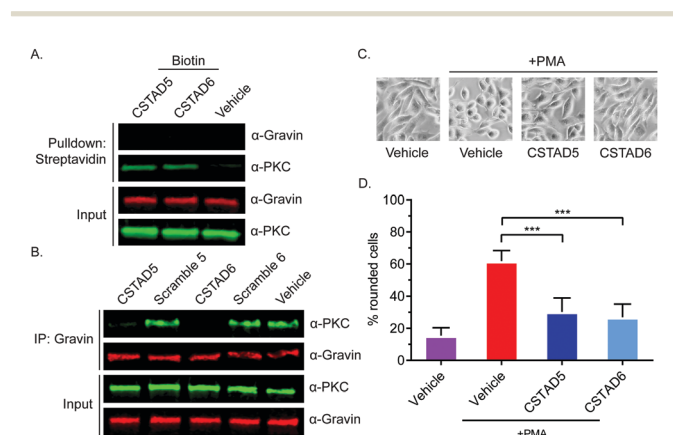 A.
Biotin
CSTAD5
CSTAD6
Vehicle
Pulldown:
Streptavidin
α-Gravin
α-PKC
Input
α-Gravin
α-PKC
B.
CSTAD5
Scramble 5
CSTAD6
Scramble 6
Vehicle
IP: Gravin
α-PKC
α-Gravin
Input
α-PKC
α-Gravin
C.
+PMA
Vehicle
Vehicle
CSTAD5
CSTAD6
D.
% rounded cells
100
80
60
40
20
0
***
***
Vehicle
Vehicle
CSTAD5
CSTAD6
+PMA